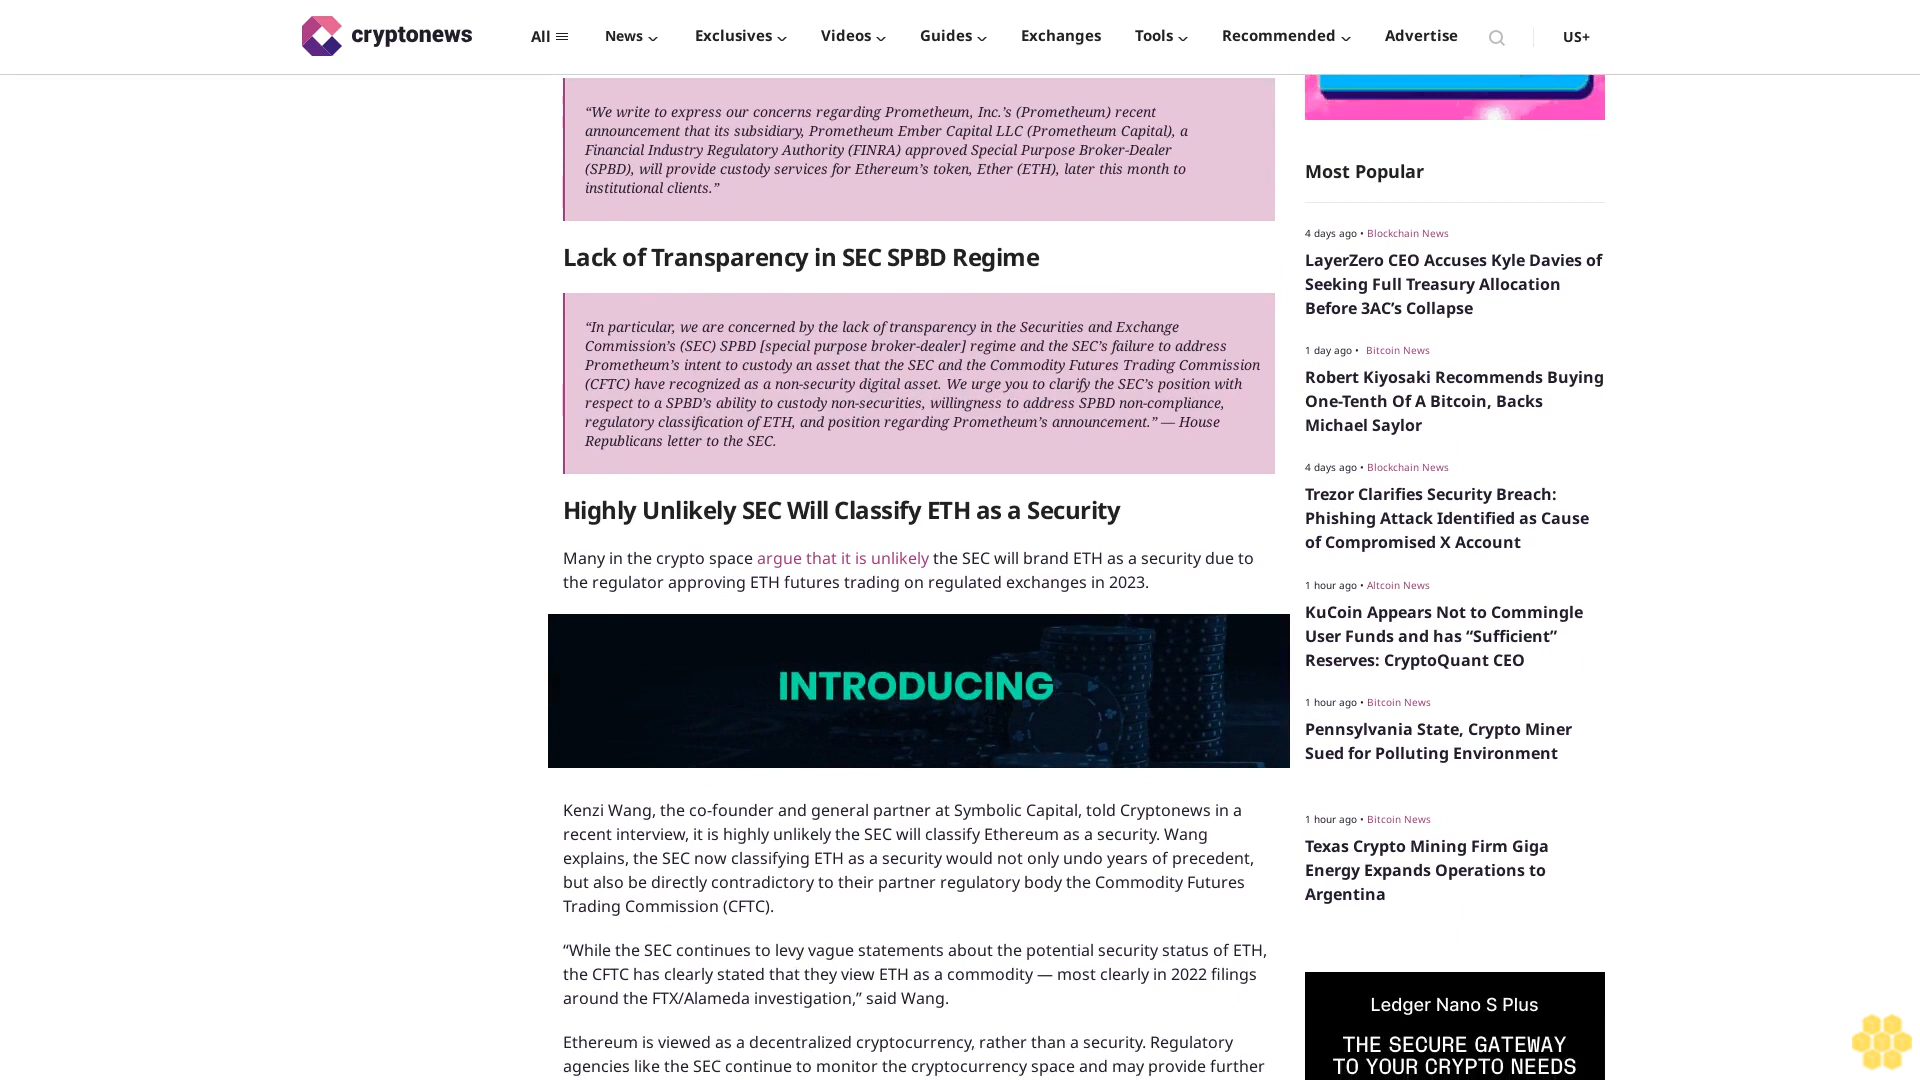 cryptonews
All
News
Exclusives
Videos
Guides
Exchanges
Tools
Recommended
Advertise
US+
“We write to express our concerns regarding Prometheum, Inc.’s (Prometheum) recent
announcement that its subsidiary, Prometheum Ember Capital LLC (Prometheum Capital), a
Financial Industry Regulatory Authority (FINRA) approved Special Purpose Broker-Dealer
(SPBD), will provide custody services for Ethereum’s token, Ether (ETH), later this month to
institutional clients.”
Lack of Transparency in SEC SPBD Regime
“In particular, we are concerned by the lack of transparency in the Securities and Exchange
Commission’s (SEC) SPBD [special purpose broker-dealer] regime and the SEC’s failure to address
Prometheum’s intent to custody an asset that the SEC and the Commodity Futures Trading Commission
(CFTC) have recognized as a non-security digital asset. We urge you to clarify the SEC’s position with
respect to a SPBD’s ability to custody non-securities, willingness to address SPBD non-compliance,
regulatory classification of ETH, and position regarding Prometheum’s announcement.” — House
Republicans letter to the SEC.
Highly Unlikely SEC Will Classify ETH as a Security
Many in the crypto space argue that it is unlikely the SEC will brand ETH as a security due to
the regulator approving ETH futures trading on regulated exchanges in 2023.
INTRODUCING
Kenzi Wang, the co-founder and general partner at Symbolic Capital, told Cryptonews in a
recent interview, it is highly unlikely the SEC will classify Ethereum as a security. Wang
explains, the SEC now classifying ETH as a security would not only undo years of precedent,
but also be directly contradictory to their partner regulatory body the Commodity Futures
Trading Commission (CFTC).
“While the SEC continues to levy vague statements about the potential security status of ETH,
the CFTC has clearly stated that they view ETH as a commodity — most clearly in 2022 filings
around the FTX/Alameda investigation,” said Wang.
Ethereum is viewed as a decentralized cryptocurrency, rather than a security. Regulatory
agencies like the SEC continue to monitor the cryptocurrency space and may provide further
Most Popular
4 days ago • Blockchain News
LayerZero CEO Accuses Kyle Davies of
Seeking Full Treasury Allocation
Before 3AC’s Collapse
1 day ago • Bitcoin News
Robert Kiyosaki Recommends Buying
One-Tenth Of A Bitcoin, Backs
Michael Saylor
4 days ago • Blockchain News
Trezor Clarifies Security Breach:
Phishing Attack Identified as Cause
of Compromised X Account
1 hour ago • Altcoin News
KuCoin Appears Not to Commingle
User Funds and has “Sufficient”
Reserves: CryptoQuant CEO
1 hour ago • Bitcoin News
Pennsylvania State, Crypto Miner
Sued for Polluting Environment
1 hour ago • Bitcoin News
Texas Crypto Mining Firm Giga
Energy Expands Operations to
Argentina
Ledger Nano S Plus
THE SECURE GATEWAY
TO YOUR CRYPTO NEEDS